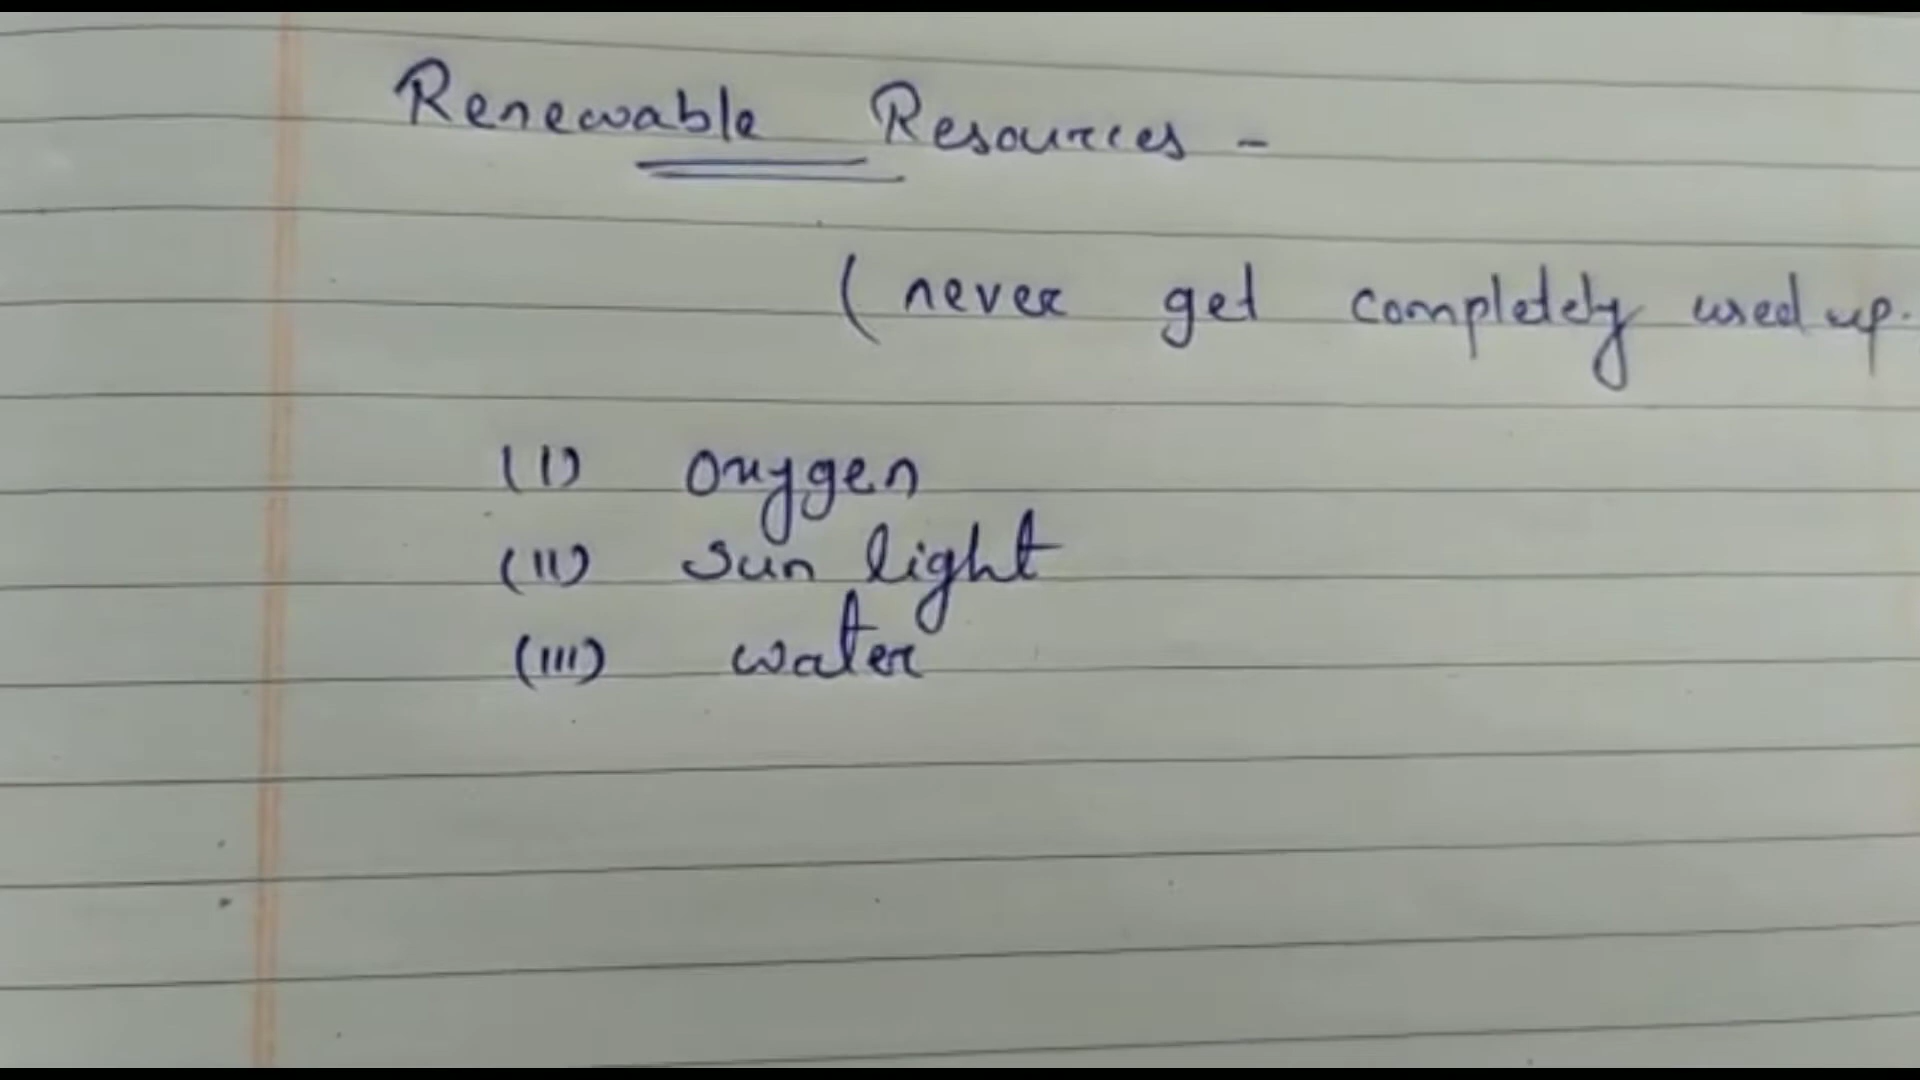 Renewable Resources -
( never get completely used up.
(I) oxygen
(II) sun light
(III) water